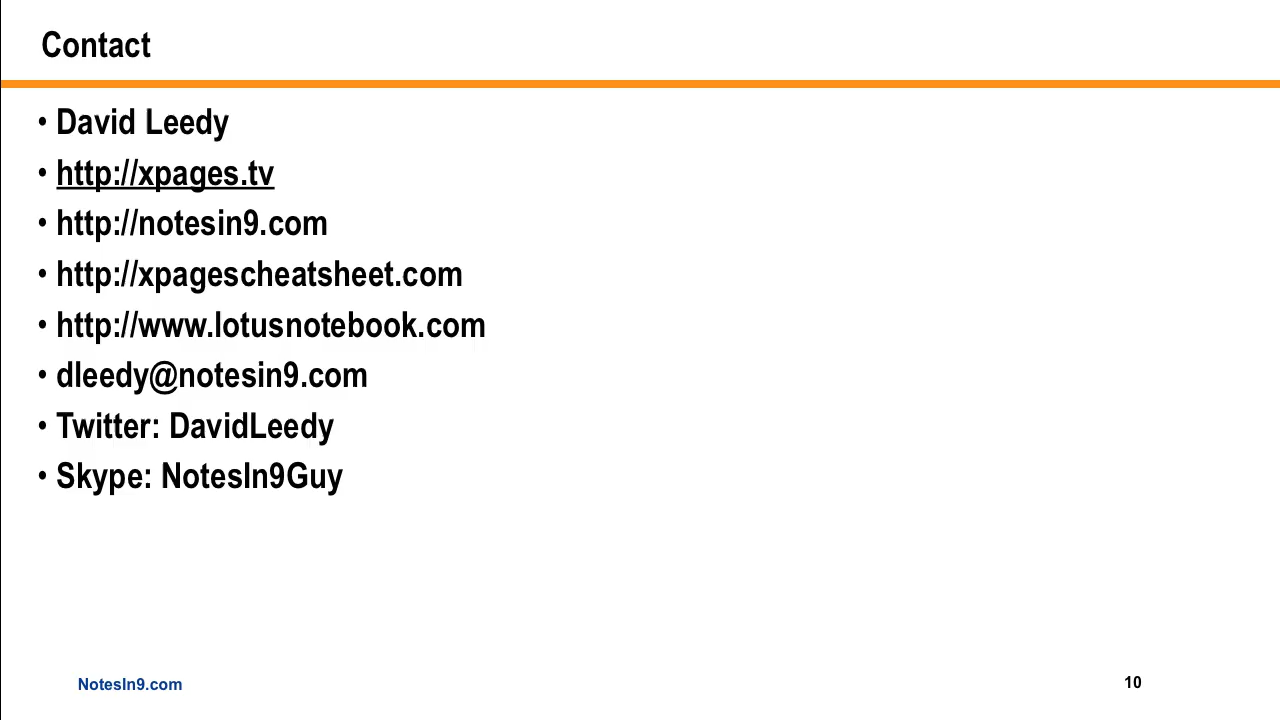 Contact
• David Leedy
• http://xpages.tv
• http://notesin9.com
• http://xpagescheatsheet.com
• http://www.lotusnotebook.com
• dleedy@notesin9.com
• Twitter: DavidLeedy
• Skype: NotesIn9Guy
NotesIn9.com
10